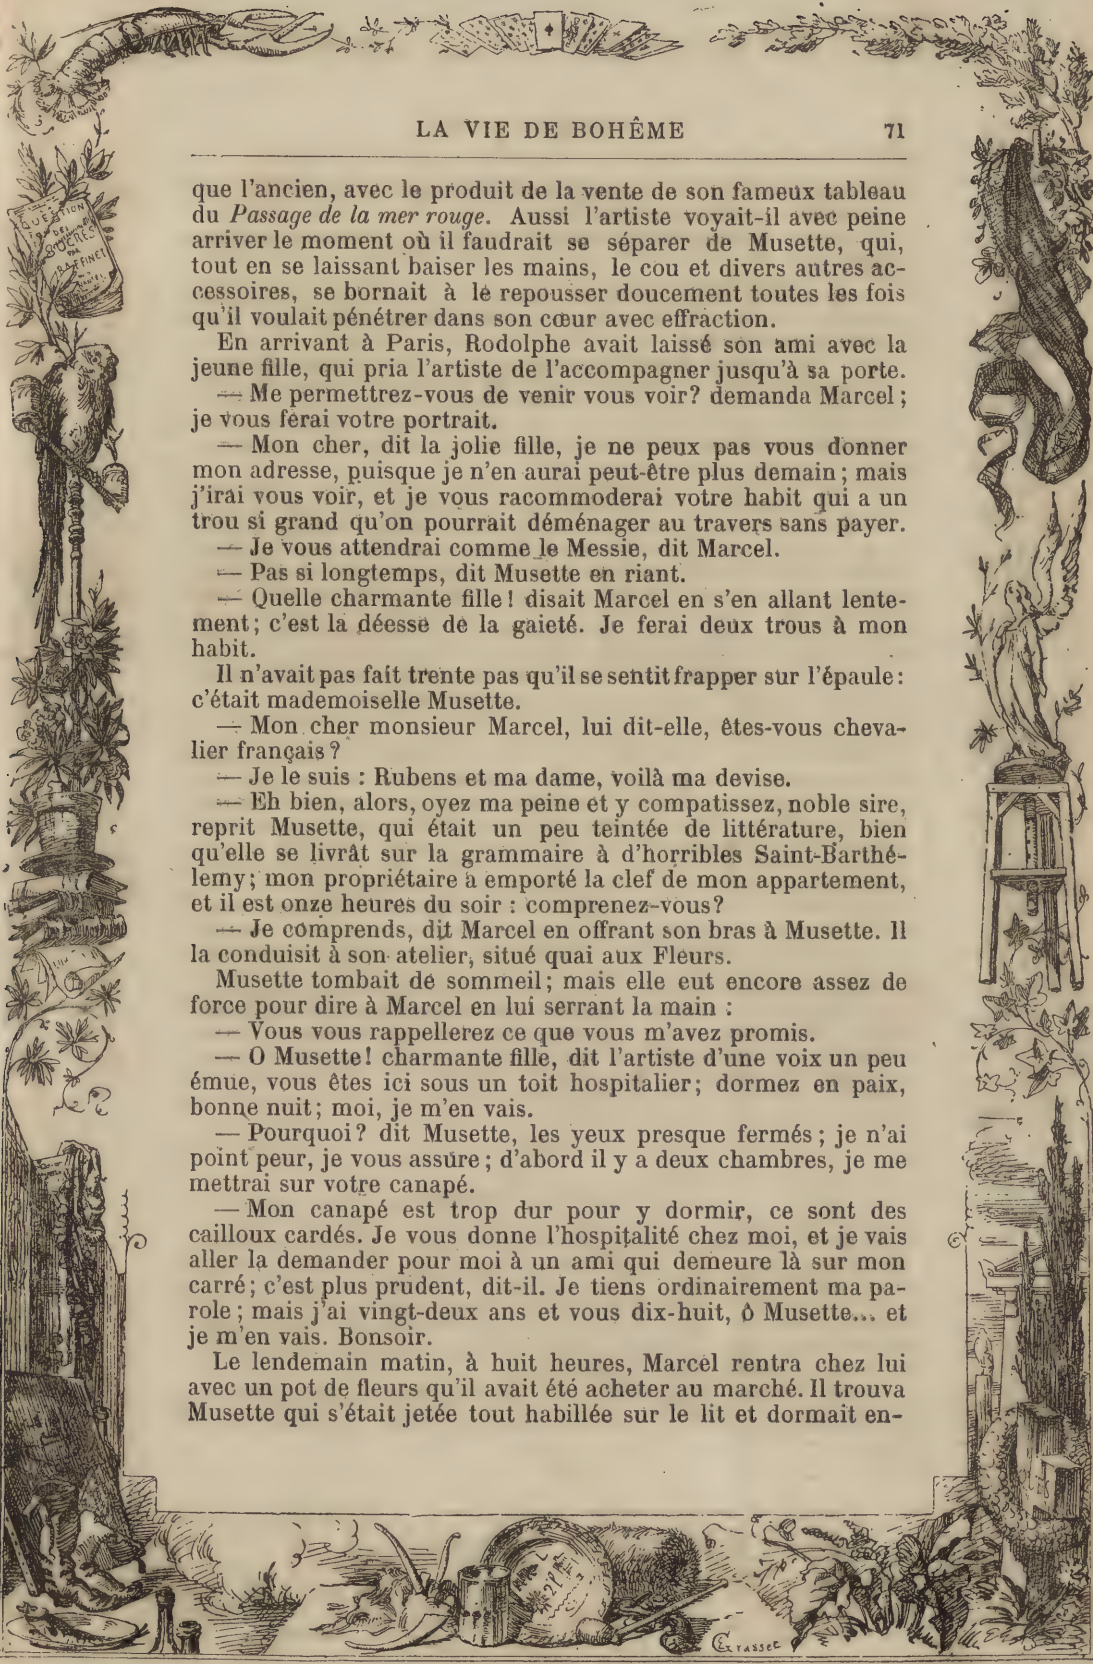 LA VIE DE BOHÊME 71
que l'ancien, avec le produit de la vente de son fameux tableau
du Passage de la mer rouge. Aussi l'artiste voyait-il avec peine
arriver le moment où il faudrait se séparer de Musette, qui,
tout en se laissant baiser les mains, le cou et divers autres ac-
cessoires, se bornait à le repousser doucement toutes les fois
qu'il voulait pénétrer dans son cœur avec effraction.
En arrivant à Paris, Rodolphe avait laissé son ami avec la
jeune fille, qui pria l'artiste de l'accompagner jusqu'à sa porte.
— Me permettrez-vous de venir vous voir? demanda Marcel;
je vous ferai votre portrait.
— Mon cher, dit la jolie fille, je ne peux pas vous donner
mon adresse, puisque je n'en aurai peut-être plus demain; mais
j'irai vous voir, et je vous racommoderai votre habit qui a un
trou si grand qu'on pourrait déménager au travers sans payer.
— Je vous attendrai comme le Messie, dit Marcel.
— Pas si longtemps, dit Musette en riant.
— Quelle charmante fille! disait Marcel en s'en allant lente-
ment; c'est la déesse de la gaieté. Je ferai deux trous à mon
habit.
Il n'avait pas fait trente pas qu'il se sentit frapper sur l'épaule:
c'était mademoiselle Musette.
— Mon cher monsieur Marcel, lui dit-elle, êtes-vous cheva-
lier français?
— Je le suis : Rubens et ma dame, voilà ma devise.
— Eh bien, alors, oyez ma peine et y compatissez, noble sire,
reprit Musette, qui était un peu teintée de littérature, bien
qu'elle se livrât sur la grammaire à d'horribles Saint-Barthé-
lemy; mon propriétaire a emporté la clef de mon appartement,
et il est onze heures du soir : comprenez-vous?
— Je comprends, dit Marcel en offrant son bras à Musette. Il
la conduisit à son atelier, situé quai aux Fleurs.
Musette tombait de sommeil; mais elle eut encore assez de
force pour dire à Marcel en lui serrant la main :
— Vous vous rappellerez ce que vous m'avez promis.
— O Musette! charmante fille, dit l'artiste d'une voix un peu
émue, vous êtes ici sous un toit hospitalier; dormez en paix,
bonne nuit; moi, je m'en vais.
— Pourquoi? dit Musette, les yeux presque fermés; je n'ai
point peur, je vous assure; d'abord il y a deux chambres, je me
mettrai sur votre canapé.
— Mon canapé est trop dur pour y dormir, ce sont des
cailloux cardés. Je vous donne l'hospitalité chez moi, et je vais
aller la demander pour moi à un ami qui demeure là sur mon
carré; c'est plus prudent, dit-il. Je tiens ordinairement ma pa-
role; mais j'ai vingt-deux ans et vous dix-huit, ô Musette... et
je m'en vais. Bonsoir.
Le lendemain matin, à huit heures, Marcel rentra chez lui
avec un pot de fleurs qu'il avait été acheter au marché. Il trouva
Musette qui s'était jetée tout habillée sur le lit et dormait en-
QUESTION
DES
SUCRES
PAR
RAFFINET
Grasset